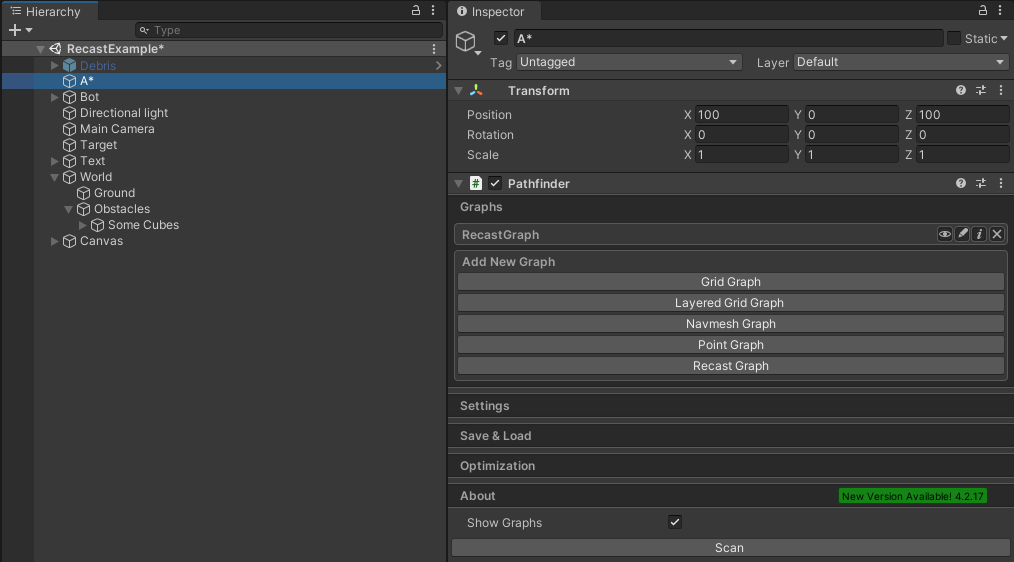 Hierarchy
Type
RecastExample*
Debris
A*
Bot
Directional light
Main Camera
Target
Text
World
Ground
Obstacles
Some Cubes
Canvas
Inspector
A* Static
Tag Untagged Layer Default
Transform
Position X 100 Y 0 Z 100
Rotation X 0 Y 0 Z 0
Scale X 1 Y 1 Z 1
# Pathfinder
Graphs
RecastGraph
Add New Graph
Grid Graph
Layered Grid Graph
Navmesh Graph
Point Graph
Recast Graph
Settings
Save & Load
Optimization
About New Version Available! 4.2.17
Show Graphs
Scan